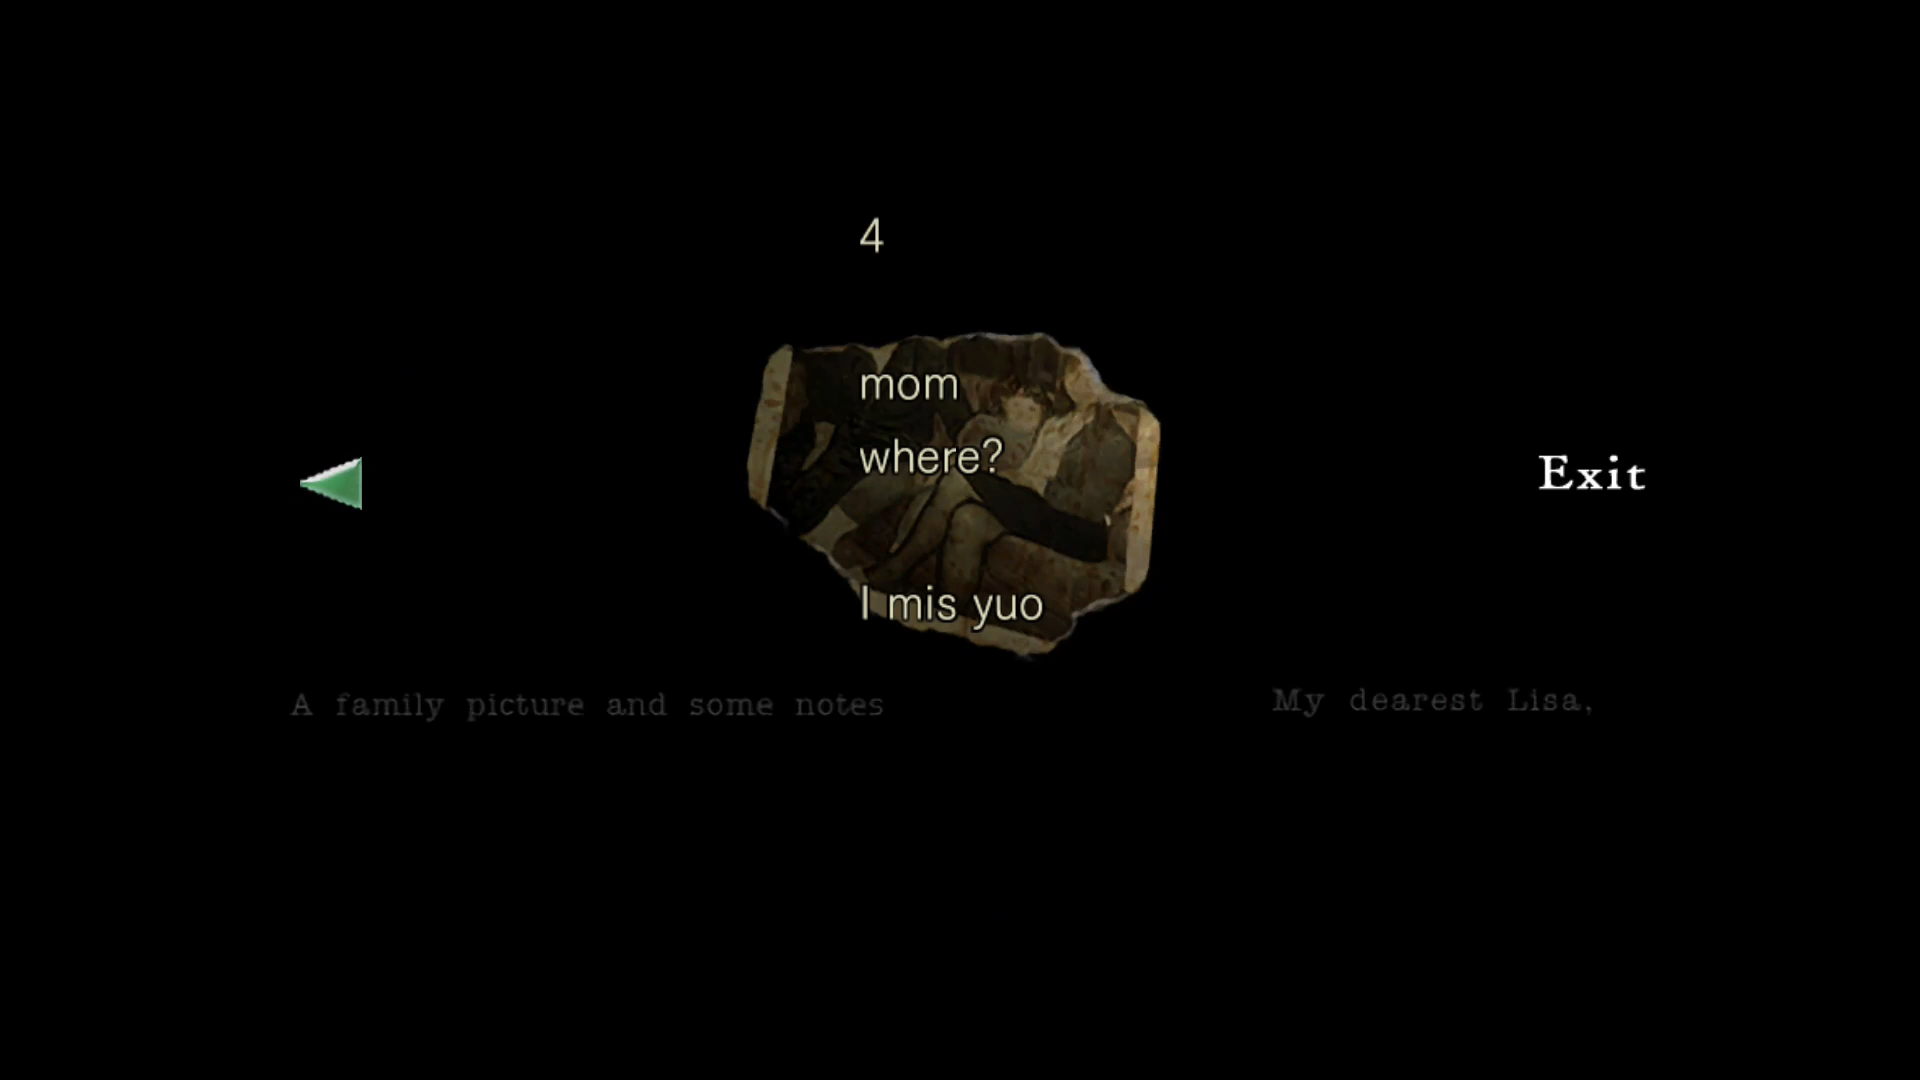 4
mom
where?
Exit
I mis yuo
A family picture and some notes
My dearest Lisa,